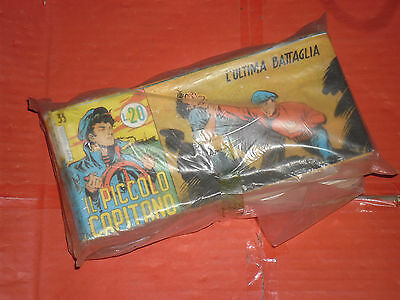 33
L.20
IL PICCOLO
CAPITANO
L'ULTIMA BATTAGLIA